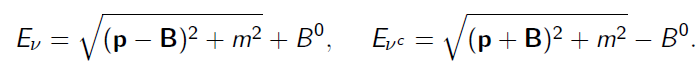 E_ν = √((p − B)² + m²) + B⁰, E_{ν^c} = √((p + B)² + m²) − B⁰.